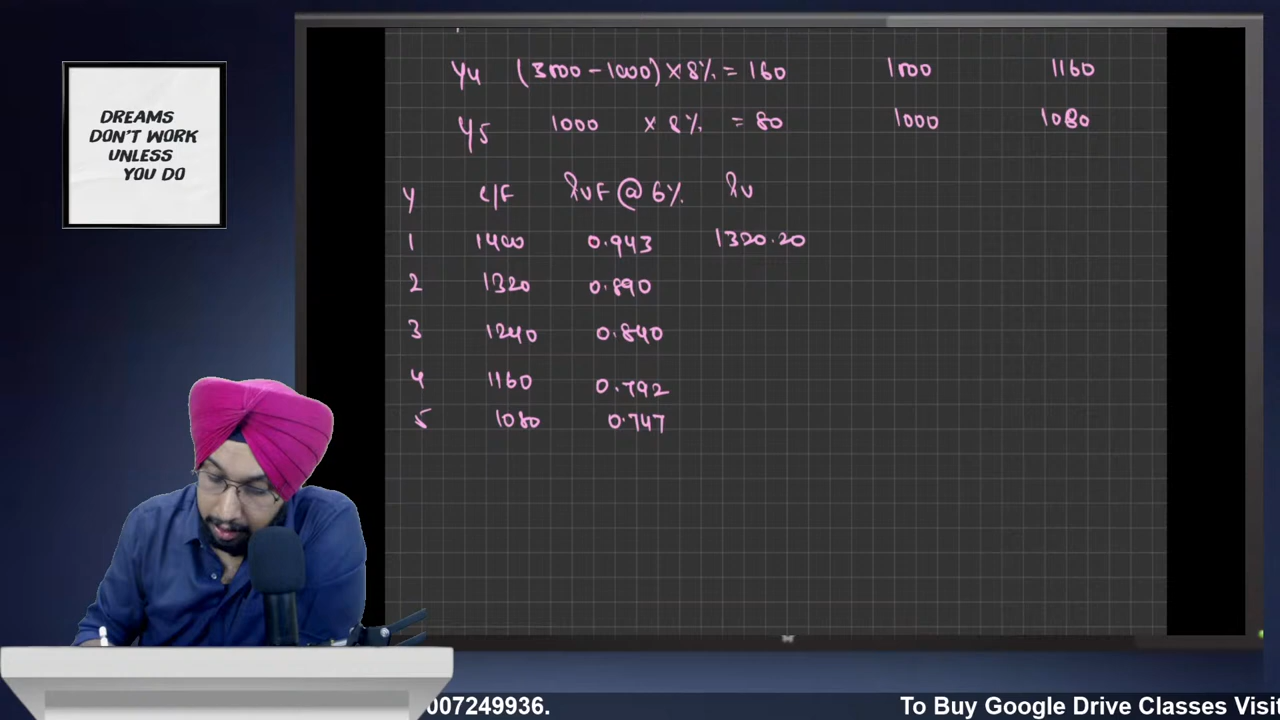 DREAMS
DON'T WORK
UNLESS
YOU DO
Y4 (3000-1000) × 8% = 160 1000 1160
Y5 1000 × 8% = 80 1000 1080
Y C/F PVF @ 6% PV
1 1400 0.943 1320.20
2 1320 0.890
3 1240 0.840
4 1160 0.792
5 1080 0.747
007249936. To Buy Google Drive Classes Visit